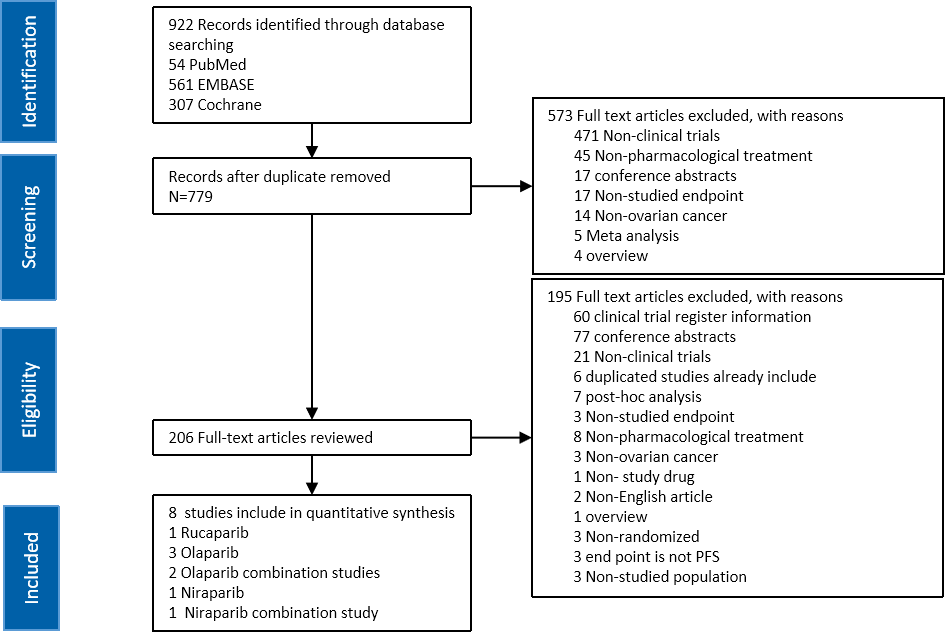 Identification
922 Records identified through database
searching
54 PubMed
561 EMBASE
307 Cochrane
Screening
Records after duplicate removed
N=779
573 Full text articles excluded, with reasons
471 Non-clinical trials
45 Non-pharmacological treatment
17 conference abstracts
17 Non-studied endpoint
14 Non-ovarian cancer
5 Meta analysis
4 overview
Eligibility
206 Full-text articles reviewed
195 Full text articles excluded, with reasons
60 clinical trial register information
77 conference abstracts
21 Non-clinical trials
6 duplicated studies already include
7 post-hoc analysis
3 Non-studied endpoint
8 Non-pharmacological treatment
3 Non-ovarian cancer
1 Non- study drug
2 Non-English article
1 overview
3 Non-randomized
3 end point is not PFS
3 Non-studied population
Included
8 studies include in quantitative synthesis
1 Rucaparib
3 Olaparib
2 Olaparib combination studies
1 Niraparib
1 Niraparib combination study